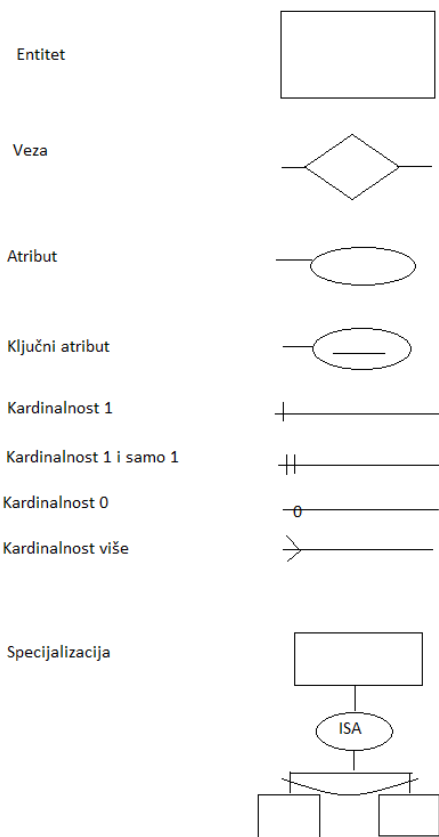 Entitet
Veza
Atribut
Ključni atribut
Kardinalnost 1
Kardinalnost 1 i samo 1
Kardinalnost 0
0
Kardinalnost više
Specijalizacija
ISA